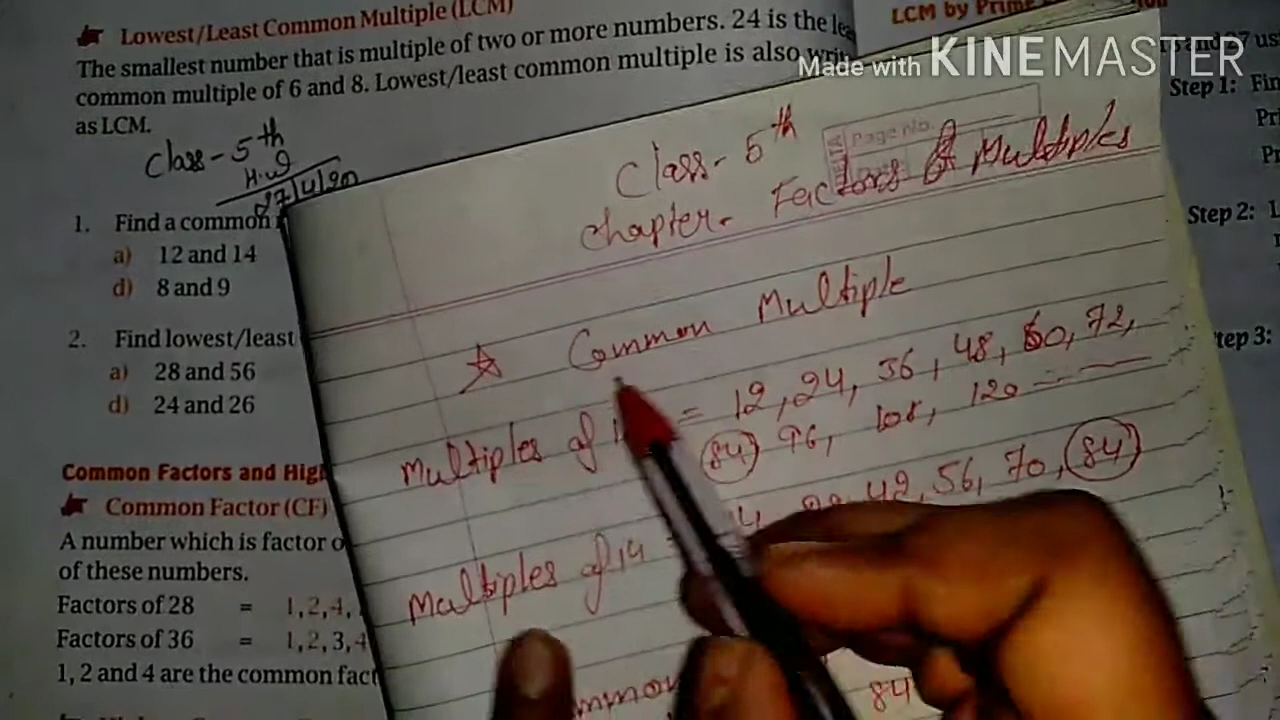 Lowest/Least Common Multiple (LCM)
The smallest number that is multiple of two or more numbers. 24 is the
common multiple of 6 and 8. Lowest/least common multiple is also
as LCM.
Class - 5th
H.W
27/4/20
1. Find a common
a) 12 and 14
d) 8 and 9
2. Find lowest/least
a) 28 and 56
d) 24 and 26
Common Factors and
Common Factor (CF)
A number which is factor
of these numbers.
Factors of 28 = 1,2,4,
Factors of 36 = 1,2,3,4
1, 2 and 4 are the common
LCM by Prime
Made with KINEMASTER
Step 1:
Step 2:
Step 3:
Page No.
Class - 5th
Chapter - Factors & Multiples
Common Multiple
Multiples of = 12, 24, 36, 48, 60, 72,
84 96, 108, 120 -- --
Multiples of 14 42, 56, 70, 84
84